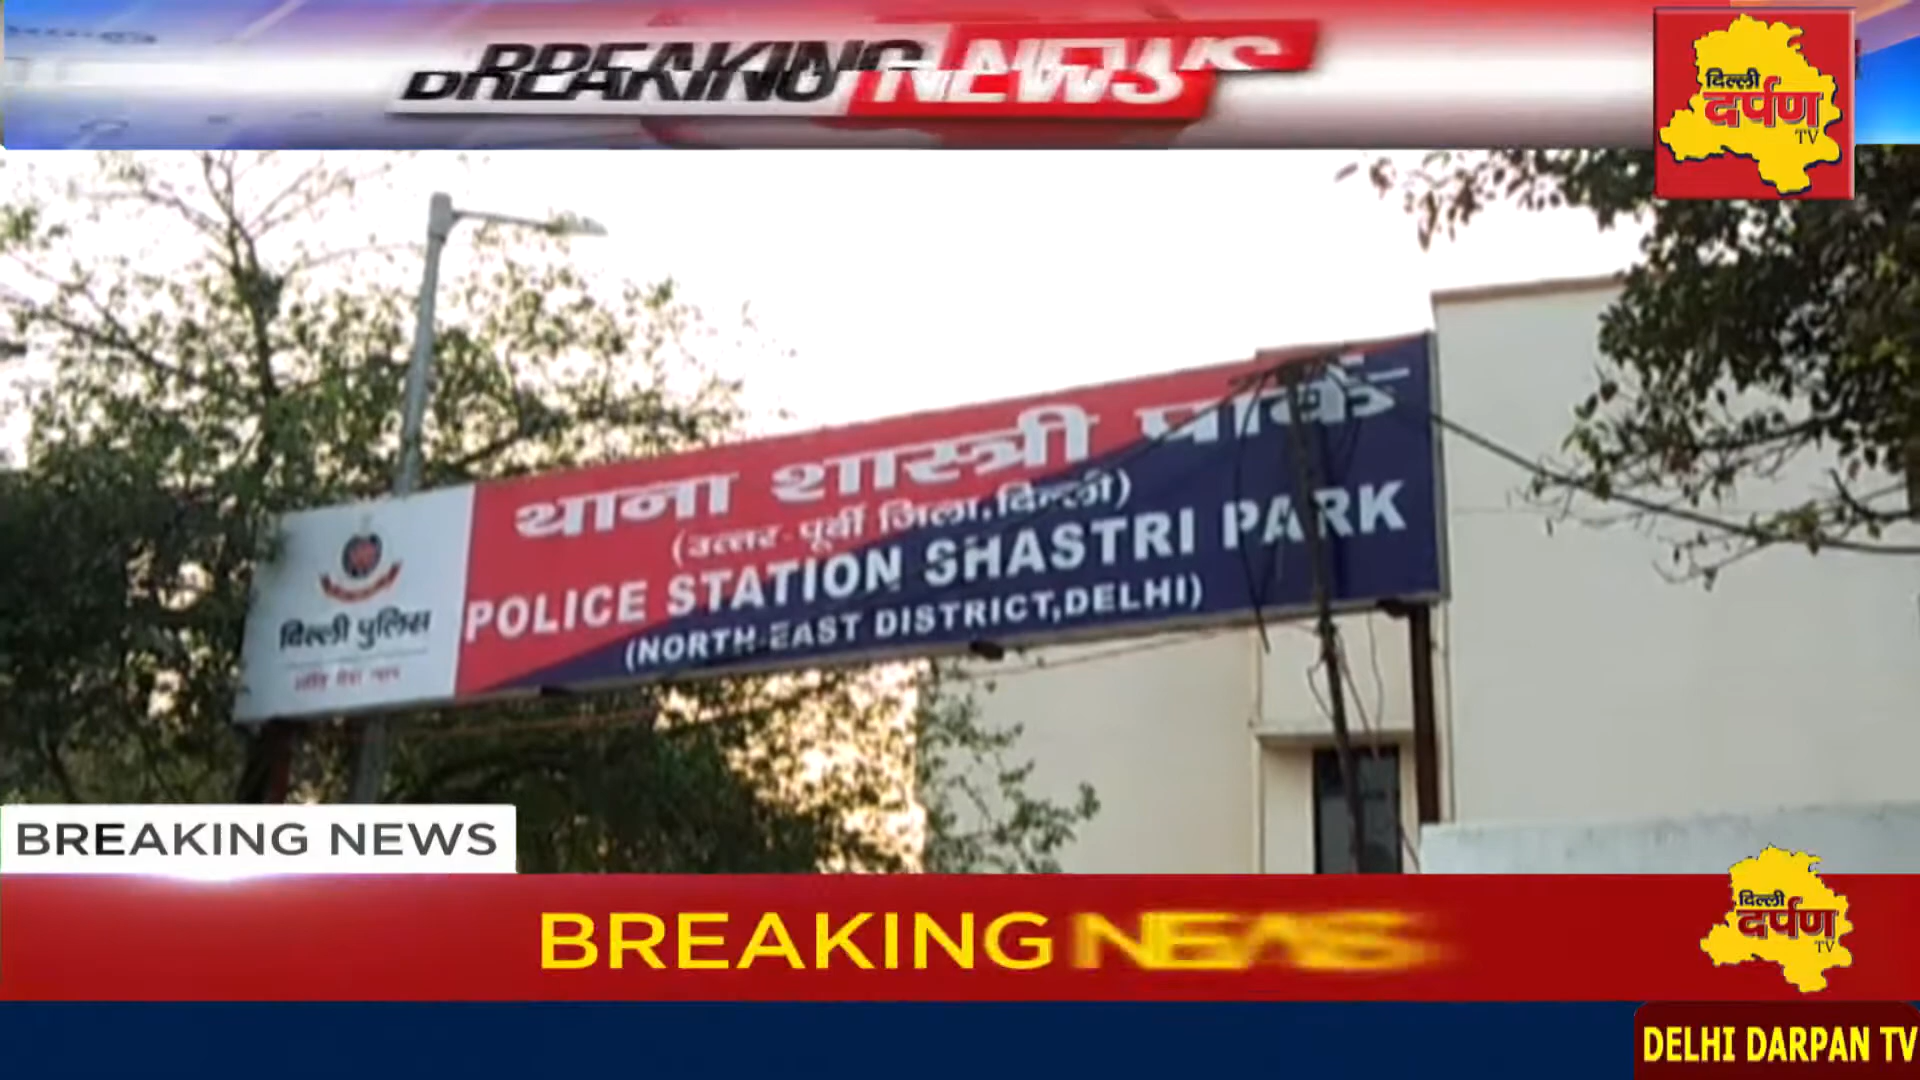 BREAKING NEWS
दिल्ली
दर्पण
TV
थाना शास्त्री पार्क
(उत्तर-पूर्वी जिला,दिल्ली)
POLICE STATION SHASTRI PARK
(NORTH-EAST DISTRICT,DELHI)
दिल्ली पुलिस
BREAKING NEWS
BREAKING NEWS
दिल्ली
दर्पण
TV
DELHI DARPAN TV